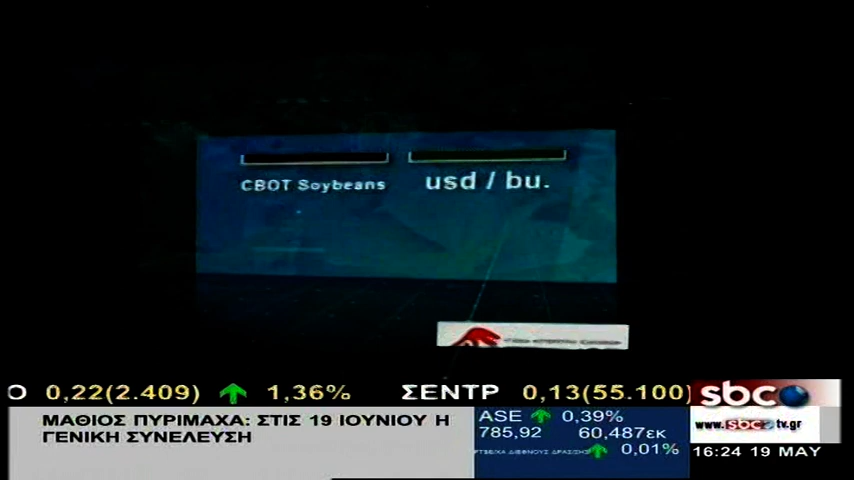 CBOT Soybeans
usd / bu.
Ο 0,22(2.409) 1,36% ΣΕΝΤΡ 0,13(55.100)
sbc
ΜΑΘΙΟΣ ΠΥΡΙΜΑΧΑ: ΣΤΙΣ 19 ΙΟΥΝΙΟΥ Η
ΓΕΝΙΚΗ ΣΥΝΕΛΕΥΣΗ
ASE 0,39%
785,92 60,487εκ
0,01%
www.sbctv.gr
16:24 19 MAY